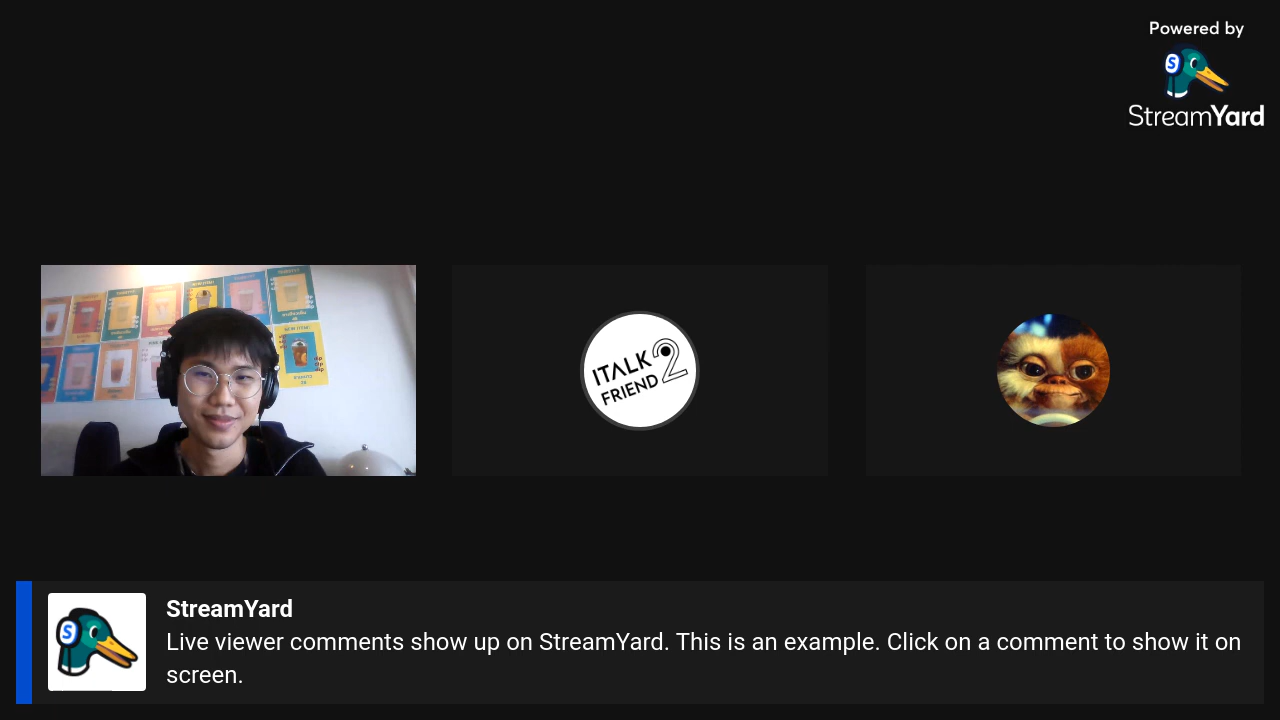 Powered by
StreamYard
ITALK 2
FRIEND
StreamYard
Live viewer comments show up on StreamYard. This is an example. Click on a comment to show it on
screen.